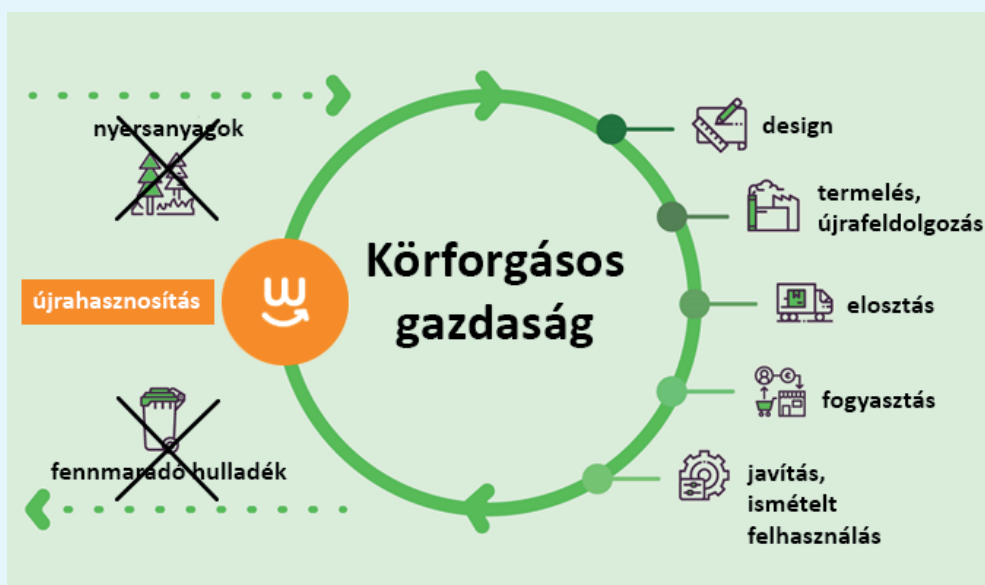 nyersanyagok
újrahasznosítás
fennmaradó hulladék
Körforgásos
gazdaság
design
termelés,
újrafeldolgozás
elosztás
fogyasztás
javítás,
ismételt
felhasználás